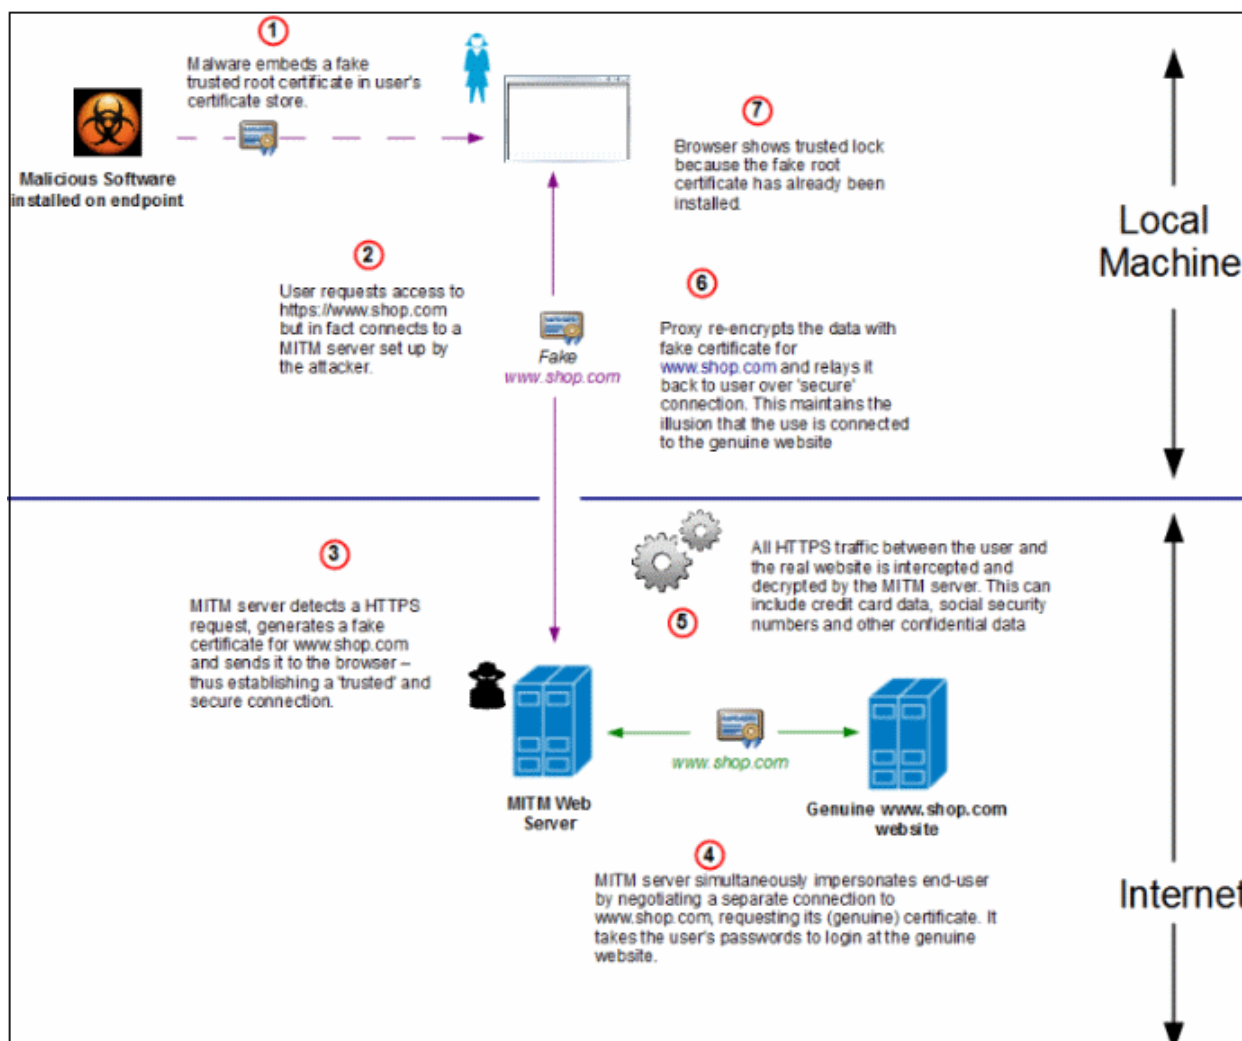 1
Malware embeds a fake
trusted root certificate in user's
certificate store.
Malicious Software
installed on endpoint
7
Browser shows trusted lock
because the fake root
certificate has already been
installed.
Local
Machine
2
User requests access to
https://www.shop.com
but in fact connects to a
MITM server set up by
the attacker.
Fake
www.shop.com
6
Proxy re-encrypts the data with
fake certificate for
www.shop.com and relays it
back to user over 'secure'
connection. This maintains the
illusion that the use is connected
to the genuine website
3
MITM server detects a HTTPS
request, generates a fake
certificate for www.shop.com
and sends it to the browser –
thus establishing a 'trusted' and
secure connection.
5
All HTTPS traffic between the user and
the real website is intercepted and
decrypted by the MITM server. This can
include credit card data, social security
numbers and other confidential data
MITM Web
Server
www.shop.com
Genuine www.shop.com
website
4
MITM server simultaneously impersonates end-user
by negotiating a separate connection to
www.shop.com, requesting its (genuine) certificate. It
takes the user's passwords to login at the genuine
website.
Internet